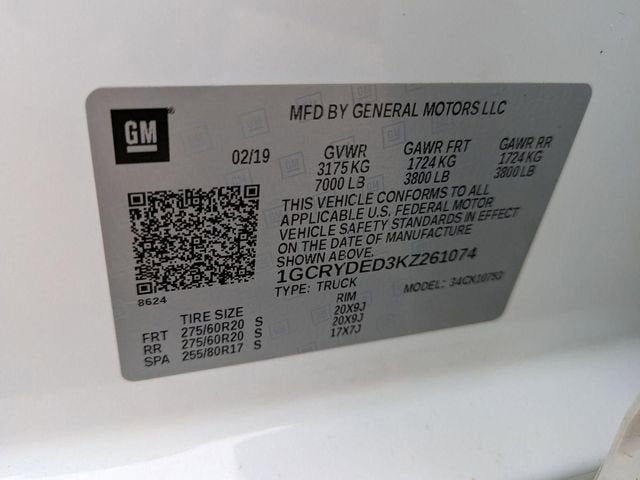 GM
MFD BY GENERAL MOTORS LLC
02/19
GVWR GAWR FRT GAWR RR
3175 KG 1724 KG 1724 KG
7000 LB 3800 LB 3800 LB
THIS VEHICLE CONFORMS TO ALL
APPLICABLE U.S. FEDERAL MOTOR
VEHICLE SAFETY STANDARDS IN EFFECT
ON THE DATE OF MANUFACTURE
SHOWN ABOVE.
1GCRYDED3KZ261074
TYPE: TRUCK MODEL:
8624
TIRE SIZE RIM
FRT 275/60R20 S 20X9J
RR 275/60R20 S 20X9J
SPA 255/80R17 S 17X7J